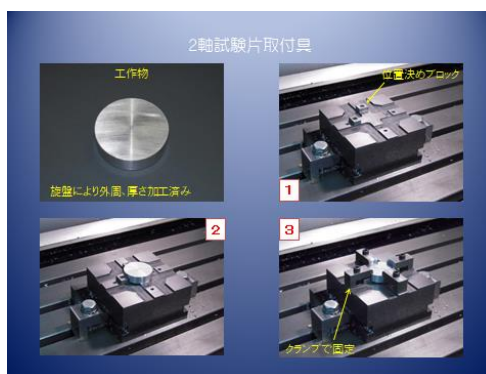 2軸試験片取付具
工作物
旋盤により外周、厚さ加工済み
位置決めブロック
1
2
3
クランプで固定